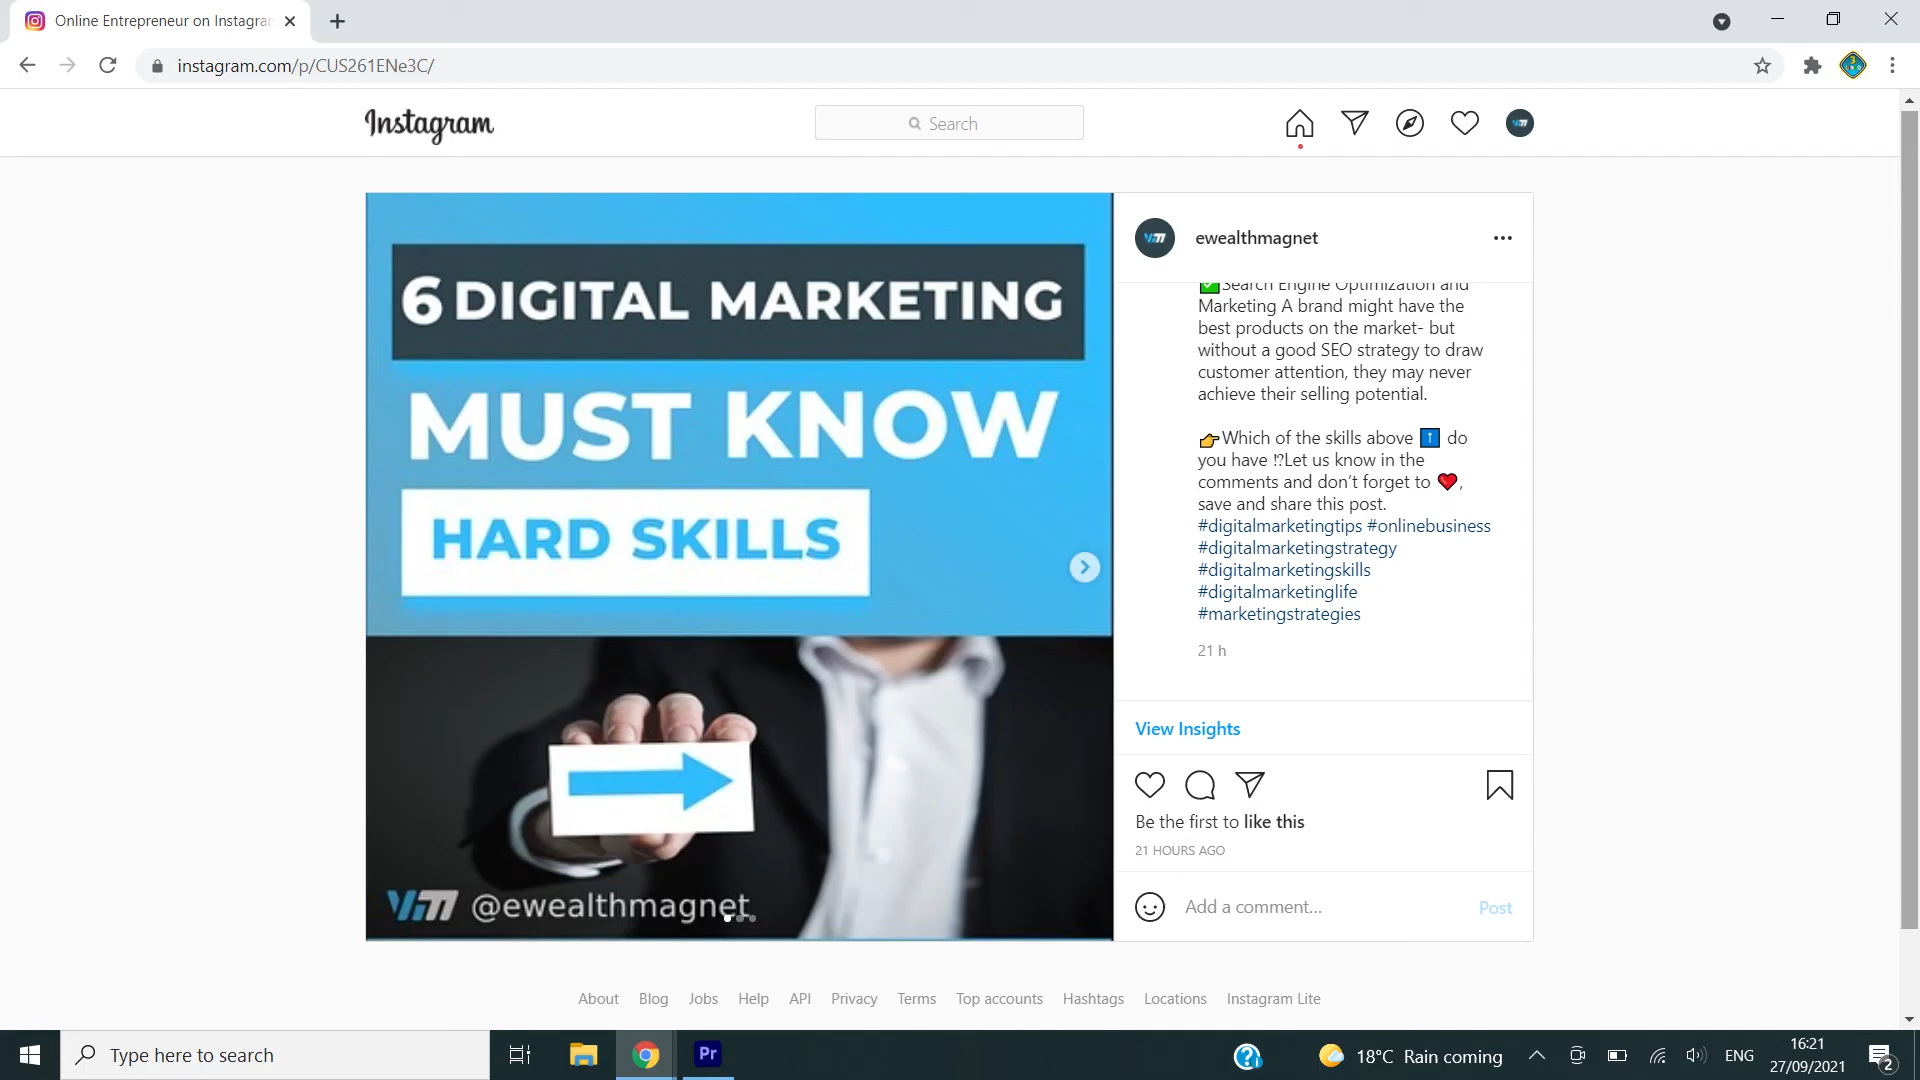 Online Entrepreneur on Instagram
instagram.com/p/CUS261ENe3C/
Instagram
Search
6 DIGITAL MARKETING
MUST KNOW
HARD SKILLS
@ewealthmagnet
ewealthmagnet
✅Search Engine Optimization and
Marketing A brand might have the
best products on the market- but
without a good SEO strategy to draw
customer attention, they may never
achieve their selling potential.
👉Which of the skills above ⬆️ do
you have ⁉Let us know in the
comments and don’t forget to ❤️,
save and share this post.
#digitalmarketingtips #onlinebusiness
#digitalmarketingstrategy
#digitalmarketingskills
#digitalmarketinglife
#marketingstrategies
21 h
View Insights
Be the first to like this
21 HOURS AGO
Add a comment... Post
About Blog Jobs Help API Privacy Terms Top accounts Hashtags Locations Instagram Lite
Type here to search
Pr
18°C Rain coming
ENG
16:21
27/09/2021
2